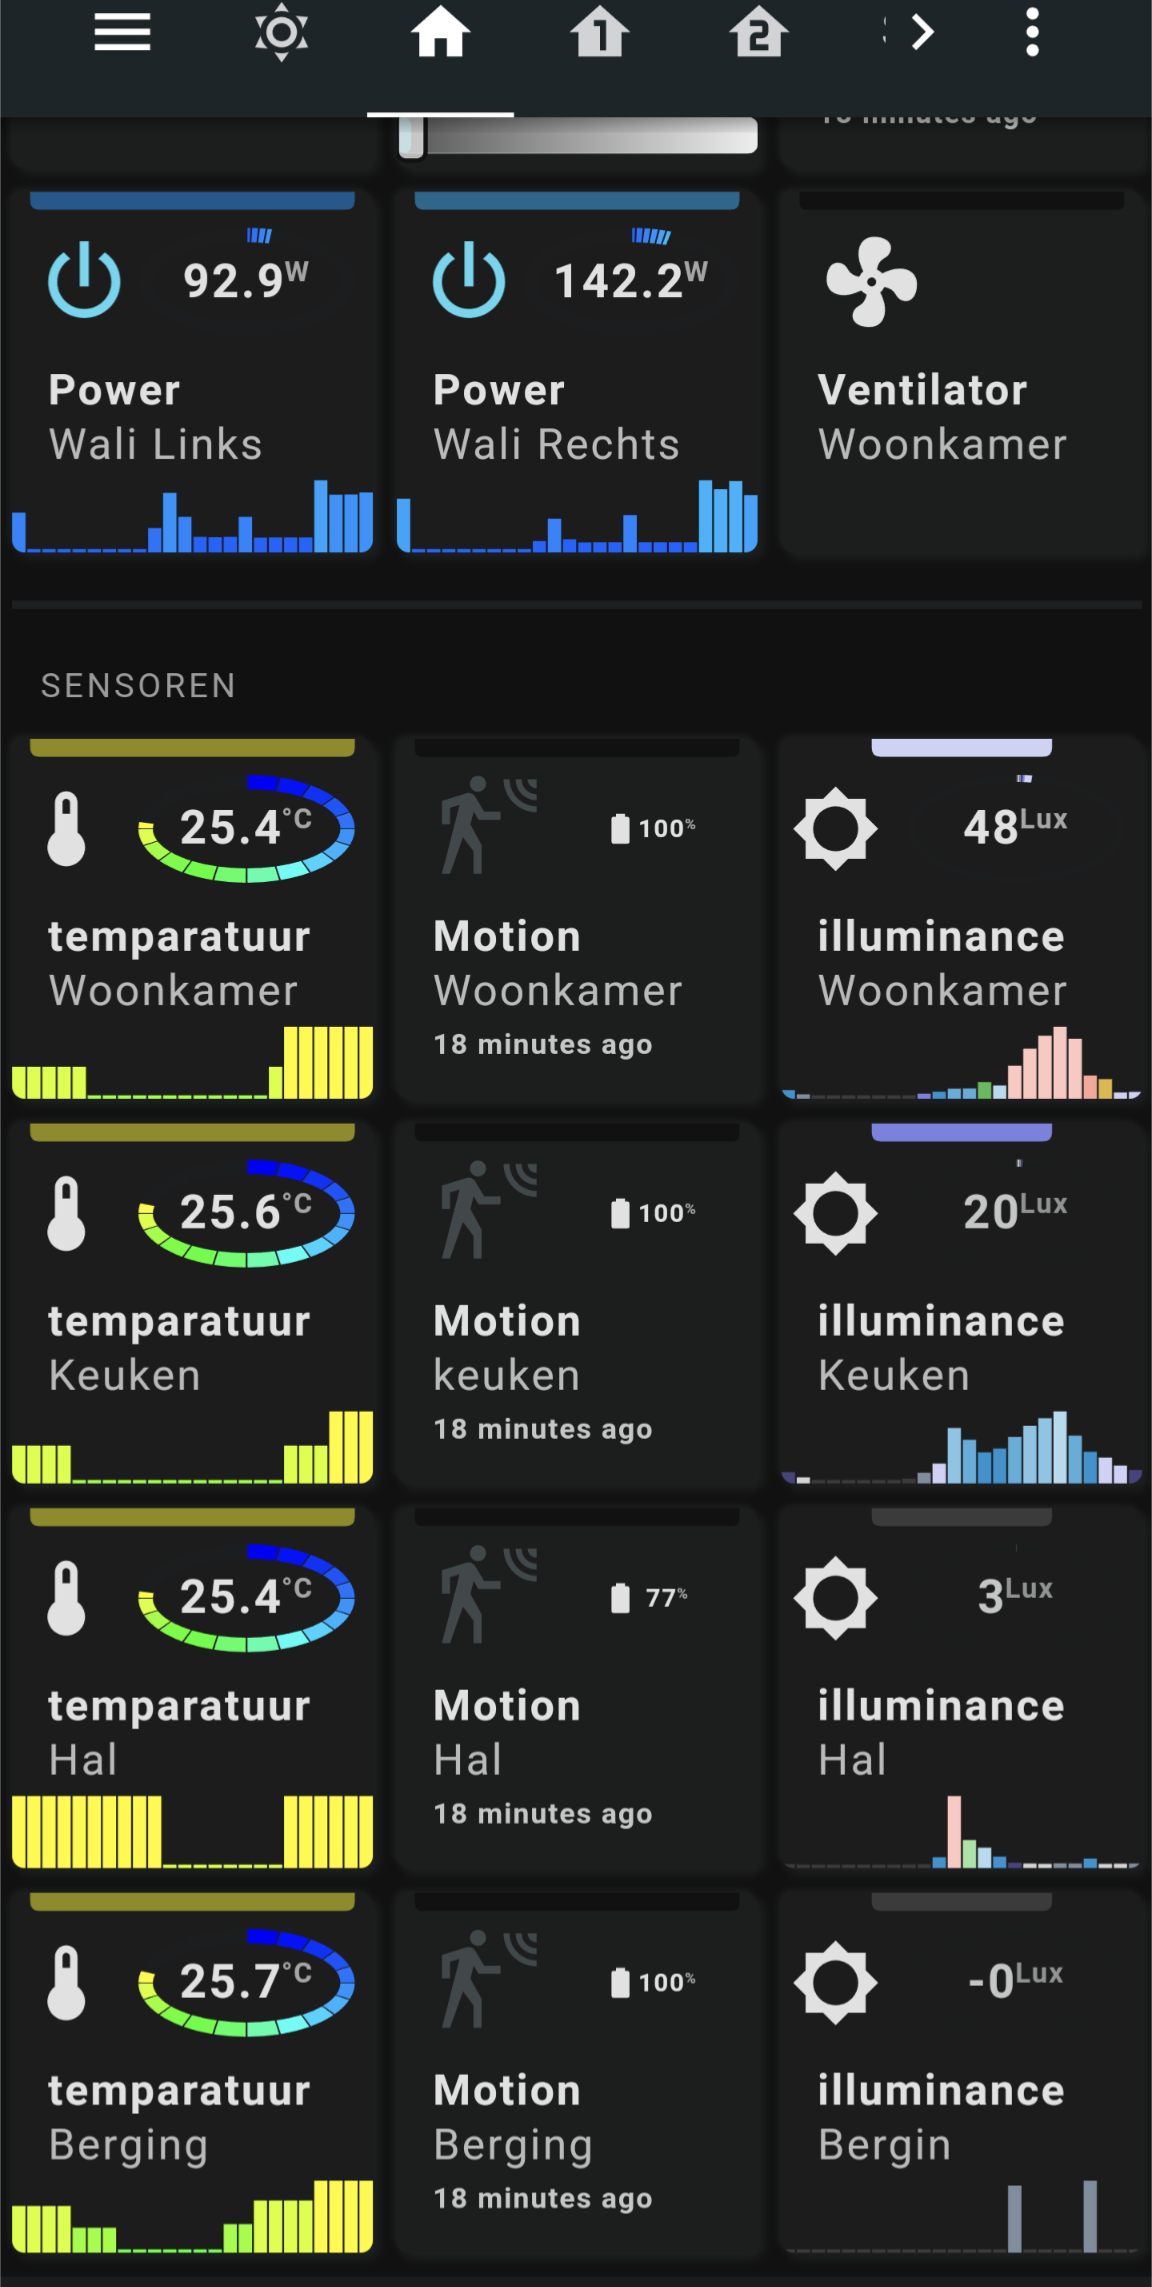 1
2
92.9W
142.2W
Power
Wali Links
Power
Wali Rechts
Ventilator
Woonkamer
SENSOREN
25.4°C
100%
48Lux
temparatuur
Woonkamer
Motion
Woonkamer
18 minutes ago
illuminance
Woonkamer
25.6°C
100%
20Lux
temparatuur
Keuken
Motion
keuken
18 minutes ago
illuminance
Keuken
25.4°C
77%
3Lux
temparatuur
Hal
Motion
Hal
18 minutes ago
illuminance
Hal
25.7°C
100%
-0Lux
temparatuur
Berging
Motion
Berging
18 minutes ago
illuminance
Bergin